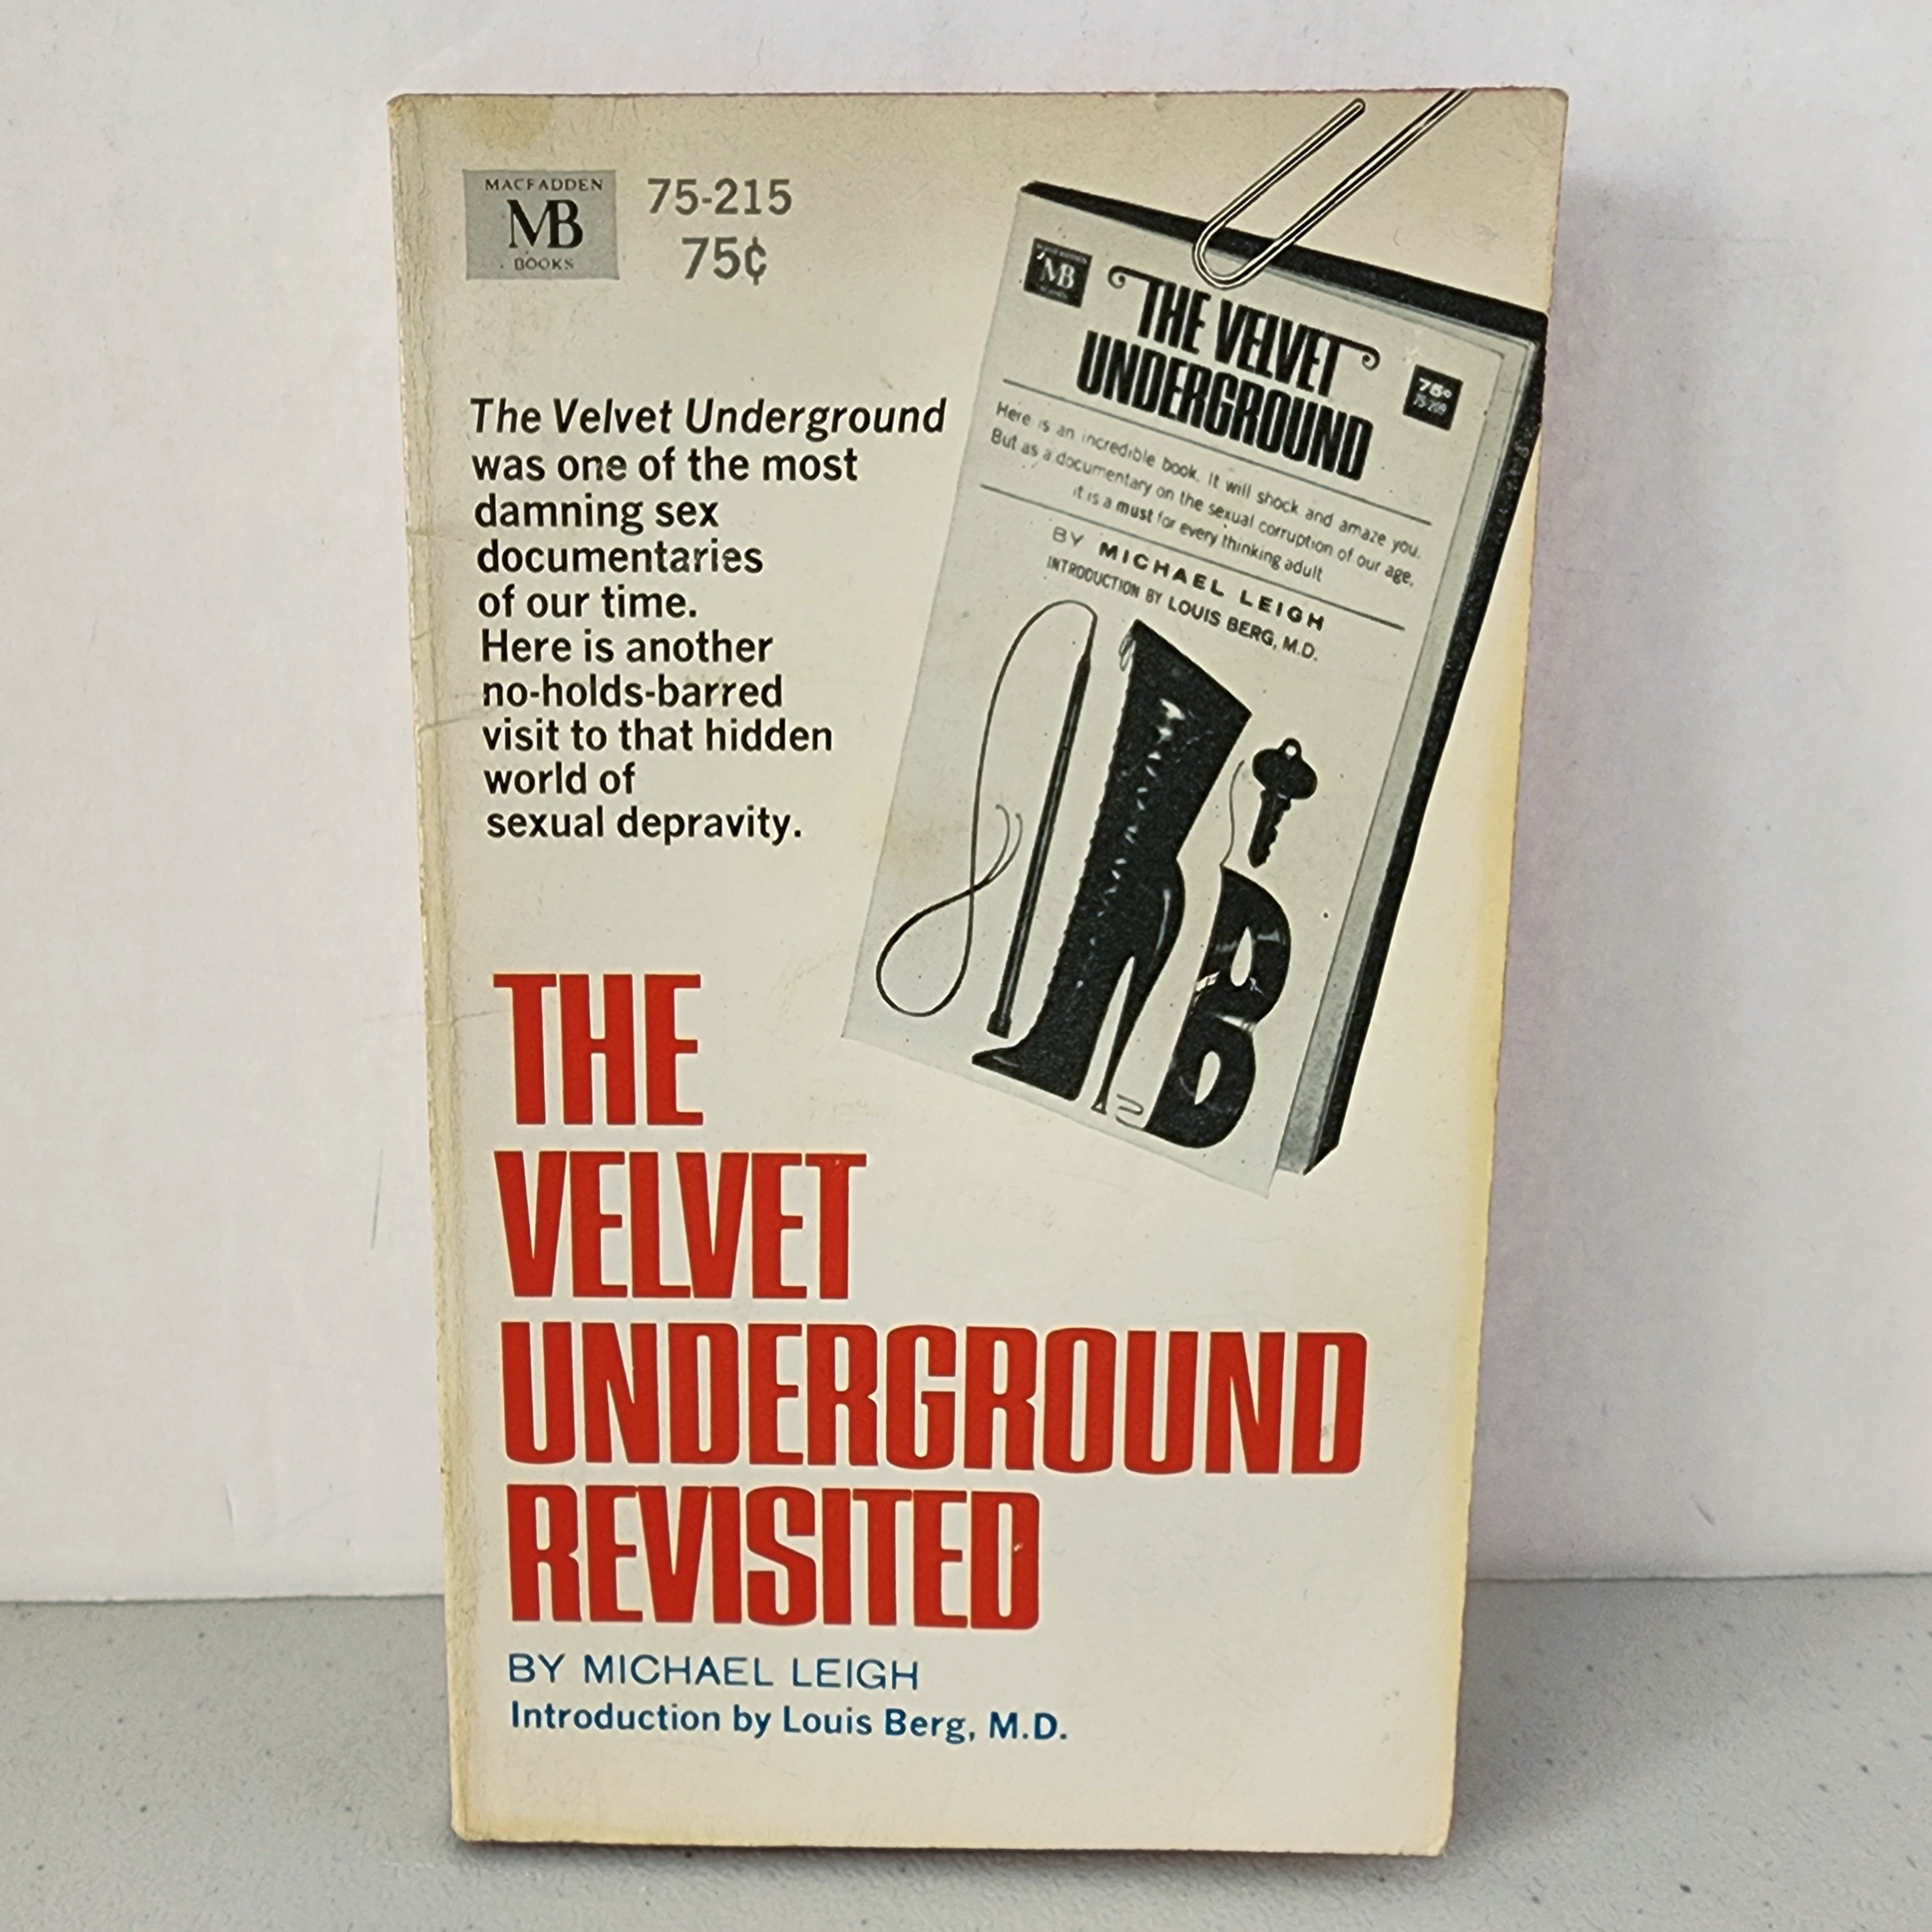 MACFADDEN
MB
BOOKS
75-215
75¢
The Velvet Underground
was one of the most
damning sex
documentaries
of our time.
Here is another
no-holds-barred
visit to that hidden
world of
sexual depravity.
MB
THE VELVET
UNDERGROUND
75¢
Here is an incredible book. It will shock and amaze you.
But as a documentary on the sexual corruption of our age,
it is a must for every thinking adult
BY MICHAEL LEIGH
INTRODUCTION BY LOUIS BERG, M.D.
THE
VELVET
UNDERGROUND
REVISITED
BY MICHAEL LEIGH
Introduction by Louis Berg, M.D.